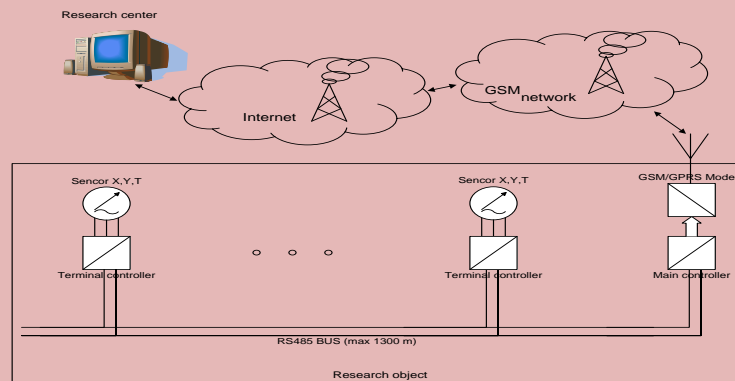 Research center
Internet
GSM
network
Sencor X,Y,T
Sencor X,Y,T
GSM/GPRS Mode
Terminal controller
Terminal controller
Main controller
RS485 BUS (max 1300 m)
Research object